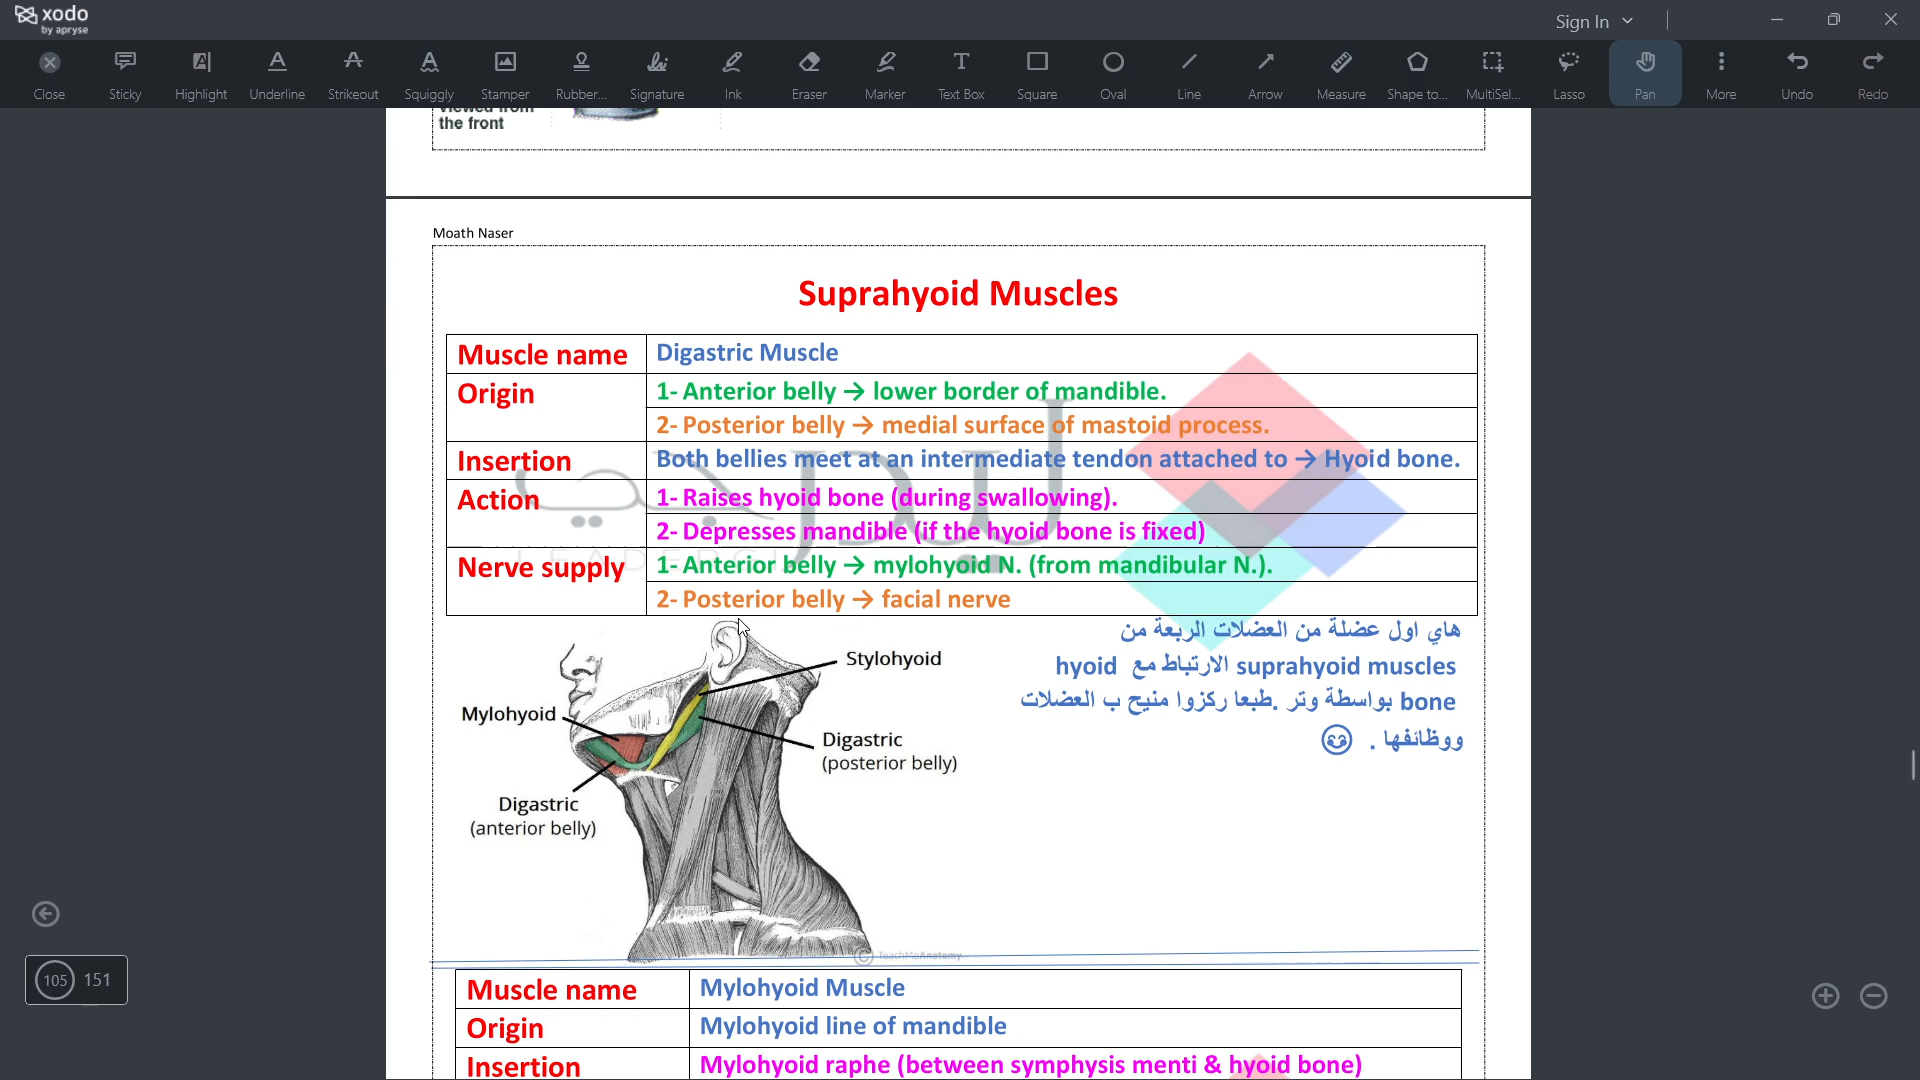 xodo
by apryse
Sign In
Close
Sticky
Highlight
Underline
Strikeout
Squiggly
Stamper
Rubber...
Signature
Ink
Eraser
Marker
Text Box
Square
Oval
Line
Arrow
Measure
Shape to...
MultiSel...
Lasso
Pan
More
Undo
Redo
viewed from
the front
Moath Naser
Suprahyoid Muscles
Muscle name Digastric Muscle
Origin 1- Anterior belly → lower border of mandible.
2- Posterior belly → medial surface of mastoid process.
Insertion Both bellies meet at an intermediate tendon attached to → Hyoid bone.
Action 1- Raises hyoid bone (during swallowing).
2- Depresses mandible (if the hyoid bone is fixed)
Nerve supply 1- Anterior belly → mylohyoid N. (from mandibular N.).
2- Posterior belly → facial nerve
هاي اول عضلة من العضلات الربعة من
suprahyoid muscles الارتباط مع hyoid
bone بواسطة وتر .طبعا ركزوا منيح ب العضلات
ووظائفها .
Stylohyoid
Mylohyoid
Digastric
(posterior belly)
Digastric
(anterior belly)
© TeachMeAnatomy
Muscle name Mylohyoid Muscle
Origin Mylohyoid line of mandible
Insertion Mylohyoid raphe (between symphysis menti & hyoid bone)
105 151